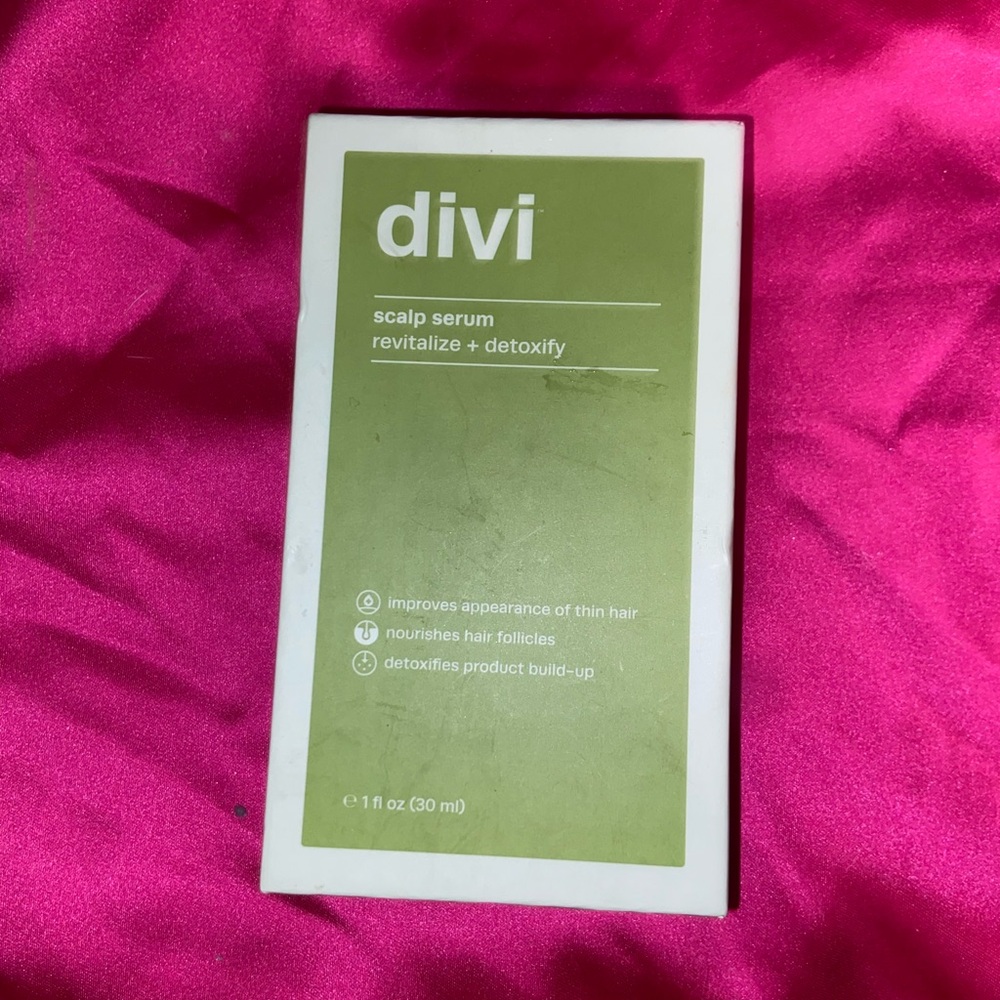 divi
scalp serum
revitalize + detoxify
improves appearance of thin hair
nourishes hair follicles
detoxifies product build-up
℮ 1 fl oz (30 ml)